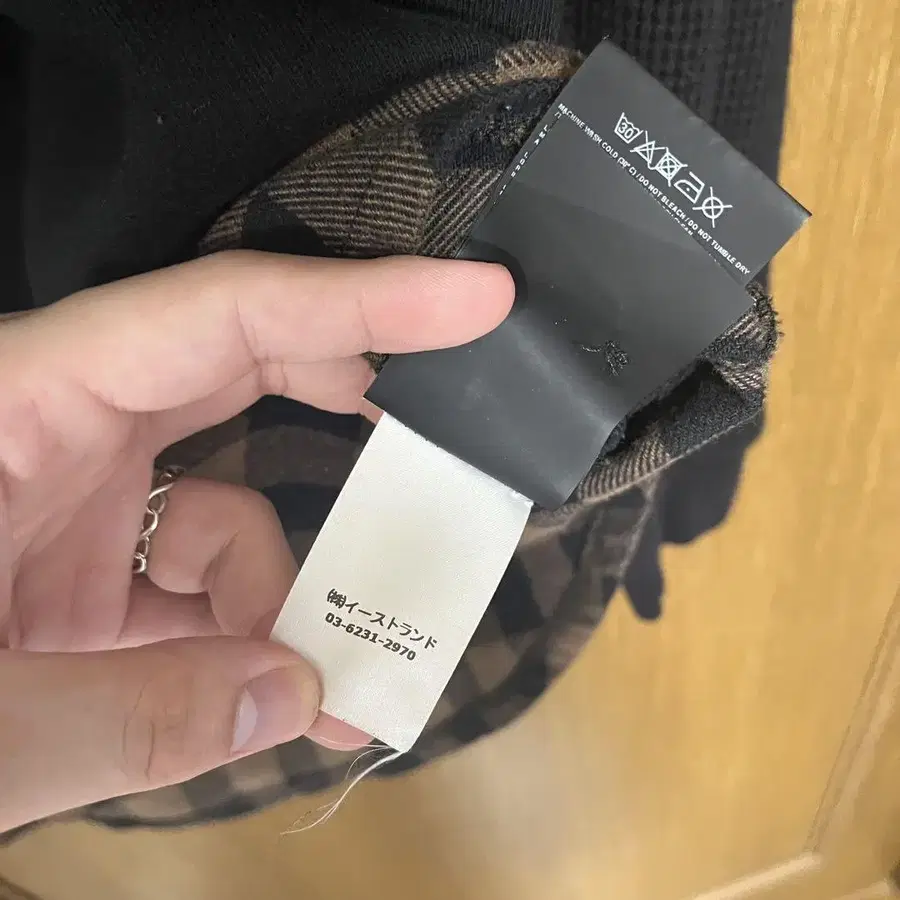 30
MACHINE WASH COLD (30° C) / DO NOT BLEACH / DO NOT TUMBLE DRY
㈱イーストランド
03-6231-2970